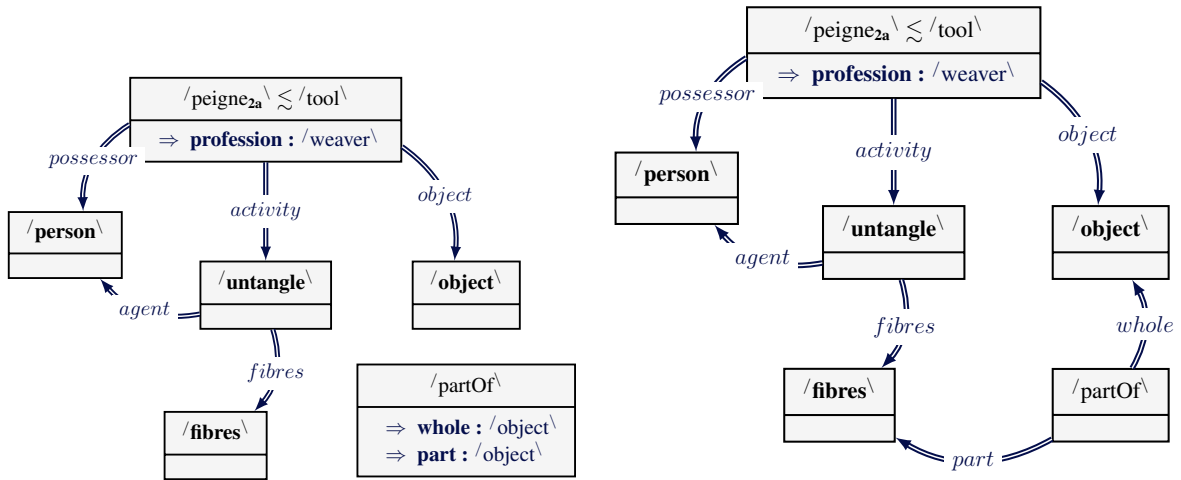 /peigne2a\ ≲ /tool\
⇒ profession : /weaver\
possessor
activity
object
/person\
/untangle\
/object\
agent
fibres
/fibres\
/partOf\
⇒ whole : /object\
⇒ part : /object\
/peigne2a\ ≲ /tool\
⇒ profession : /weaver\
possessor
activity
object
/person\
/untangle\
/object\
agent
fibres
whole
/fibres\
/partOf\
part